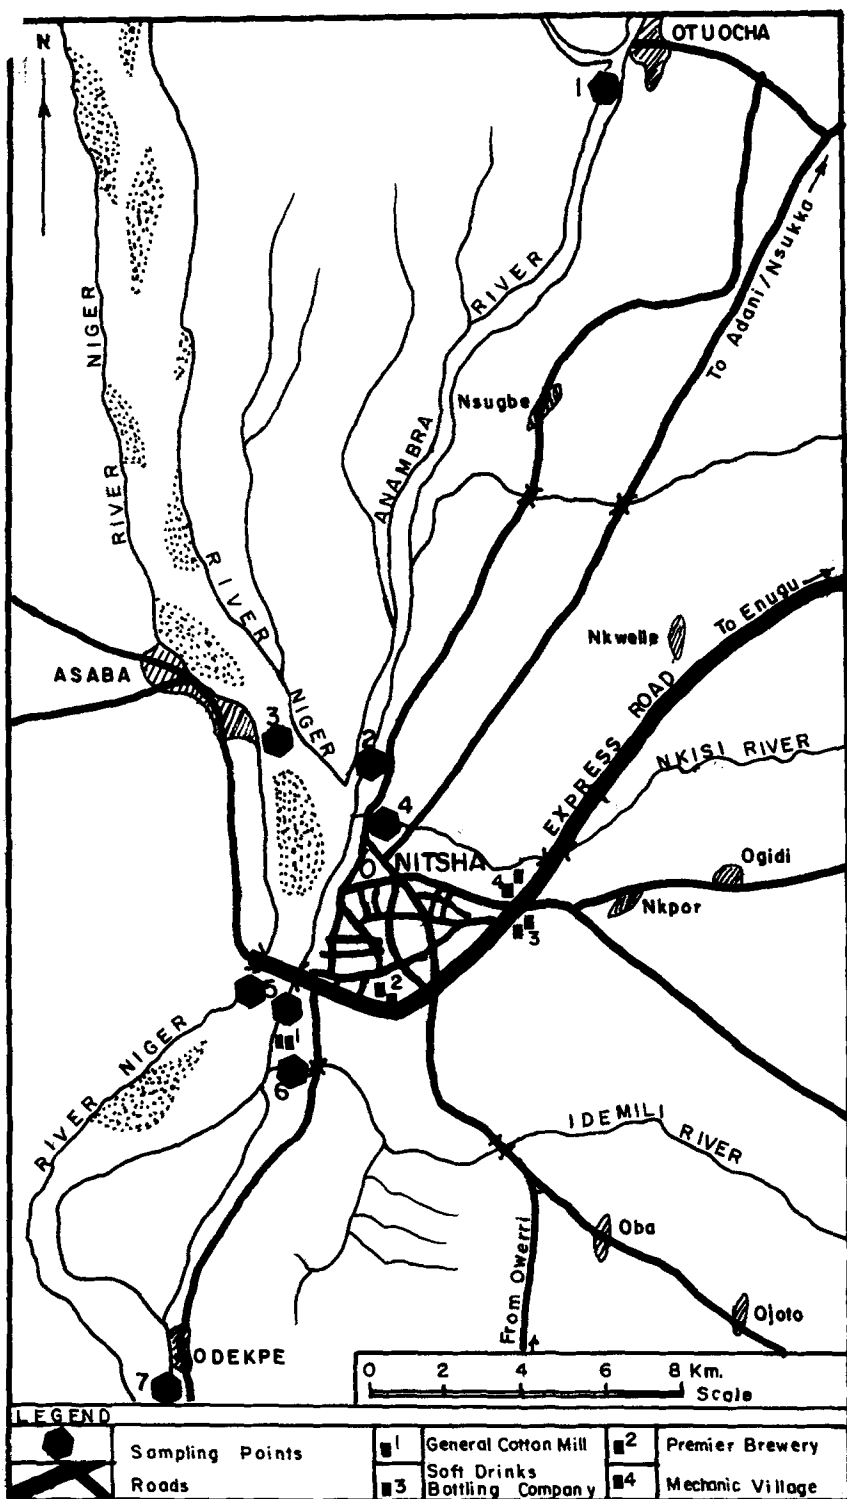 N
OTUOCHA
1
RIVER
To Adani/Nsukka
NIGER
Nsugbe
ANAMBRA
RIVER
RIVER
To Enugu
Nkwelle
ASABA
NIGER
3
2
EXPRESS ROAD
NKISI RIVER
4
ONITSHA
Ogidi
4
Nkpor
3
2
5
1
RIVER NIGER
6
IDEMILI RIVER
Oba
From Owerri
Ojoto
ODEKPE
7
0 2 4 6 8 Km.
Scale
LEGEND
Sampling Points
Roads
1 General Cotton Mill
3 Soft Drinks
Bottling Company
2 Premier Brewery
4 Mechanic Village